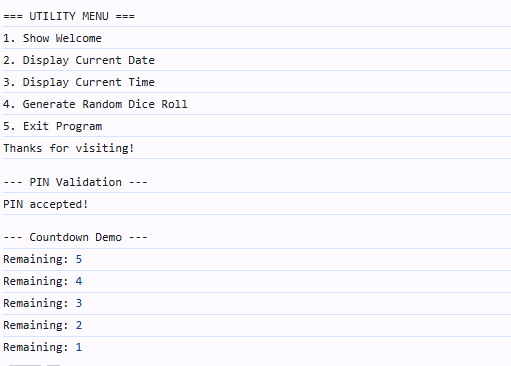 === UTILITY MENU ===
1. Show Welcome
2. Display Current Date
3. Display Current Time
4. Generate Random Dice Roll
5. Exit Program
Thanks for visiting!
--- PIN Validation ---
PIN accepted!
--- Countdown Demo ---
Remaining: 5
Remaining: 4
Remaining: 3
Remaining: 2
Remaining: 1